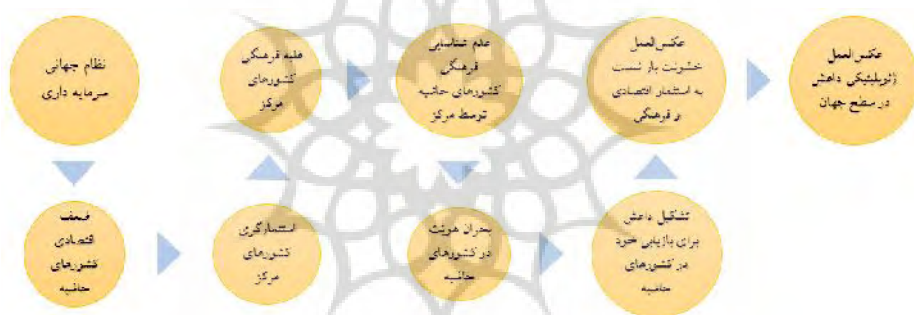 نظام جهانی
سرمایه داری
ضعف
اقتصادی
کشورهای
حاشیه
استثمارگری
کشورهای
مرکز
غلبه فرهنگی
کشورهای
مرکز
عدم شناسایی
فرهنگی
کشورهای حاشیه
توسط مرکز
بحران هویت
در کشورهای
حاشیه
تشکیل داعش
برای بازیابی خود
در کشورهای
حاشیه
عکس‌العمل
خشونت بار نسبت
به استثمار اقتصادی
و فرهنگی
عکس‌العمل
ژئوپلیتیکی داعش
در سطح جهان